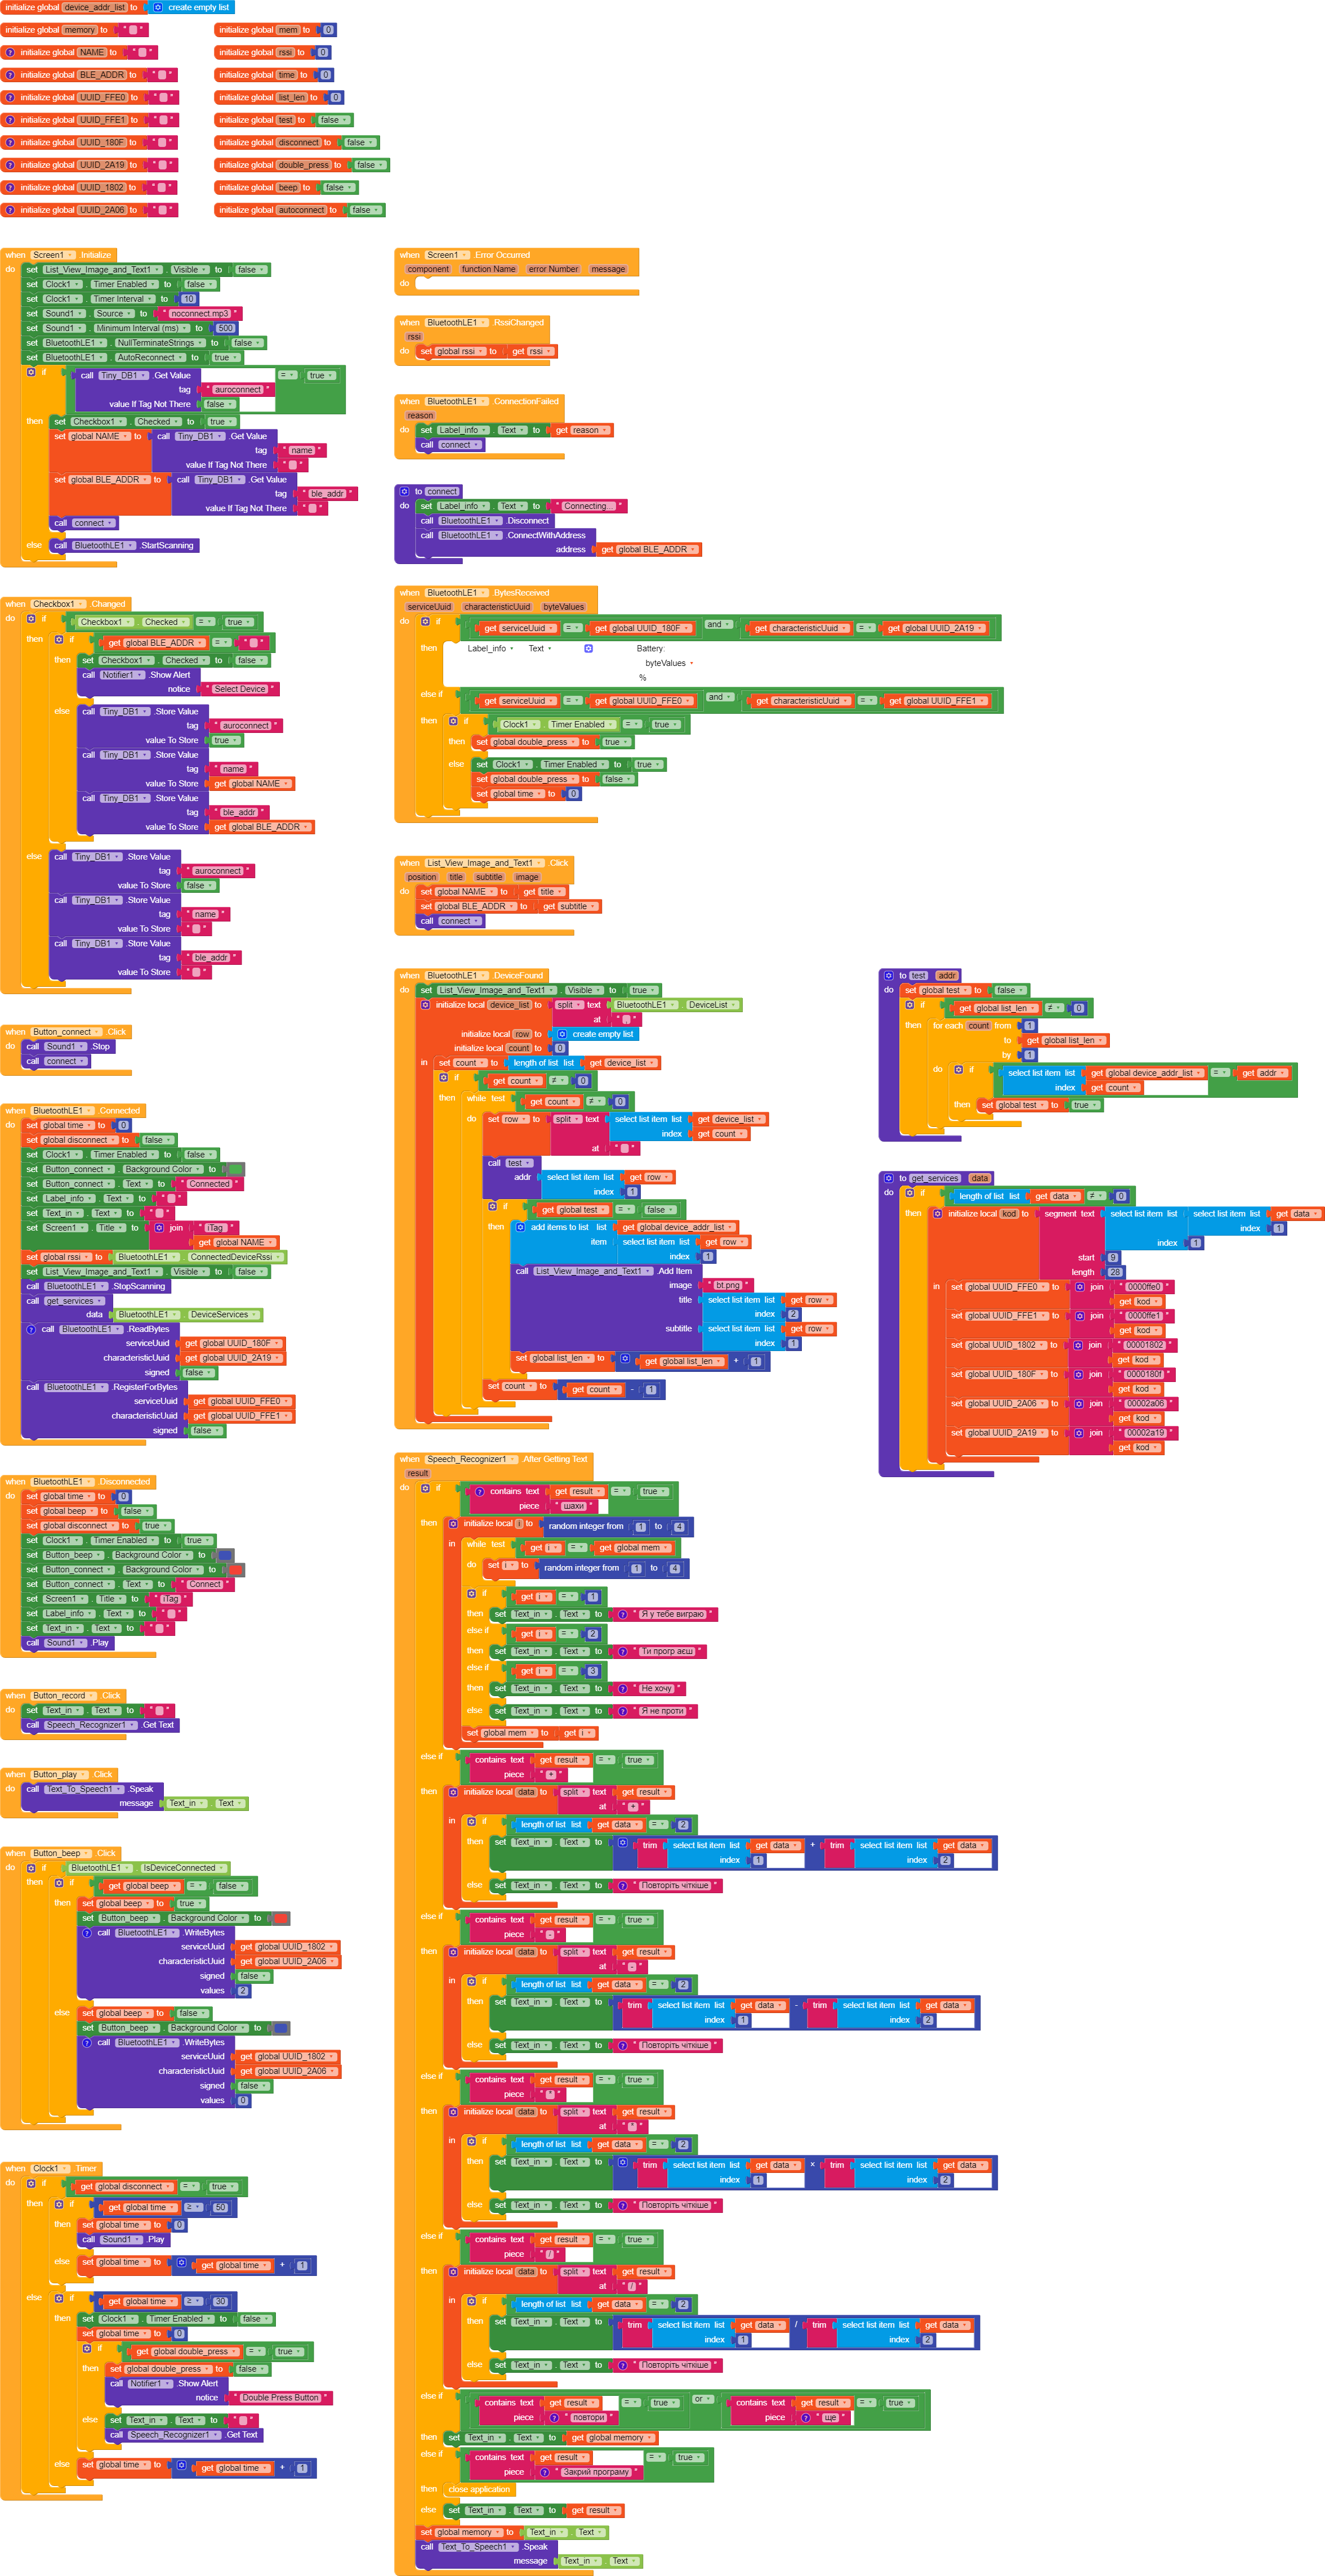 initialize global device_addr_list to create empty list
initialize global memory to " "
initialize global mem to 0
initialize global NAME to " "
initialize global rssi to 0
initialize global BLE_ADDR to " "
initialize global time to 0
initialize global UUID_FFE0 to " "
initialize global list_len to 0
initialize global UUID_FFE1 to " "
initialize global test to false
initialize global UUID_180F to " "
initialize global disconnect to false
initialize global UUID_2A19 to " "
initialize global double_press to false
initialize global UUID_1802 to " "
initialize global beep to false
initialize global UUID_2A06 to " "
initialize global autoconnect to false
when Screen1 .Initialize
do set List_View_Image_and_Text1 . Visible to false
set Clock1 . Timer Enabled to false
set Clock1 . Timer Interval to 10
set Sound1 . Source to " noconnect.mp3 "
set Sound1 . Minimum Interval (ms) to 500
set BluetoothLE1 . NullTerminateStrings to false
set BluetoothLE1 . AutoReconnect to true
if call Tiny_DB1 .Get Value = true
tag " auroconnect "
value If Tag Not There false
then set Checkbox1 . Checked to true
set global NAME to call Tiny_DB1 .Get Value
tag " name "
value If Tag Not There " "
set global BLE_ADDR to call Tiny_DB1 .Get Value
tag " ble_addr "
value If Tag Not There " "
call connect
else call BluetoothLE1 .StartScanning
when Checkbox1 .Changed
do if Checkbox1 . Checked = true
then if get global BLE_ADDR = " "
then set Checkbox1 . Checked to false
call Notifier1 .Show Alert
notice " Select Device "
else call Tiny_DB1 .Store Value
tag " auroconnect "
value To Store true
call Tiny_DB1 .Store Value
tag " name "
value To Store get global NAME
call Tiny_DB1 .Store Value
tag " ble_addr "
value To Store get global BLE_ADDR
else call Tiny_DB1 .Store Value
tag " auroconnect "
value To Store false
call Tiny_DB1 .Store Value
tag " name "
value To Store " "
call Tiny_DB1 .Store Value
tag " ble_addr "
value To Store " "
when Button_connect .Click
do call Sound1 .Stop
call connect
when BluetoothLE1 .Connected
do set global time to 0
set global disconnect to false
set Clock1 . Timer Enabled to false
set Button_connect . Background Color to
set Button_connect . Text to " Connected "
set Label_info . Text to " "
set Text_in . Text to " "
set Screen1 . Title to join " iTag "
get global NAME
set global rssi to BluetoothLE1 . ConnectedDeviceRssi
set List_View_Image_and_Text1 . Visible to false
call BluetoothLE1 .StopScanning
call get_services
data BluetoothLE1 . DeviceServices
call BluetoothLE1 .ReadBytes
serviceUuid get global UUID_180F
characteristicUuid get global UUID_2A19
signed false
call BluetoothLE1 .RegisterForBytes
serviceUuid get global UUID_FFE0
characteristicUuid get global UUID_FFE1
signed false
when BluetoothLE1 .Disconnected
do set global time to 0
set global beep to false
set global disconnect to true
set Clock1 . Timer Enabled to true
set Button_beep . Background Color to
set Button_connect . Background Color to
set Button_connect . Text to " Connect "
set Screen1 . Title to " iTag "
set Label_info . Text to " "
set Text_in . Text to " "
call Sound1 .Play
when Button_record .Click
do set Text_in . Text to " "
call Speech_Recognizer1 .Get Text
when Button_play .Click
do call Text_To_Speech1 .Speak
message Text_in . Text
when Button_beep .Click
do if BluetoothLE1 . IsDeviceConnected
then if get global beep = false
then set global beep to true
set Button_beep . Background Color to
call BluetoothLE1 .WriteBytes
serviceUuid get global UUID_1802
characteristicUuid get global UUID_2A06
signed false
values 2
else set global beep to false
set Button_beep . Background Color to
call BluetoothLE1 .WriteBytes
serviceUuid get global UUID_1802
characteristicUuid get global UUID_2A06
signed false
values 0
when Clock1 .Timer
do if get global disconnect = true
then if get global time ≥ 50
then set global time to 0
call Sound1 .Play
else set global time to get global time + 1
else if get global time ≥ 30
then set Clock1 . Timer Enabled to false
set global time to 0
if get global double_press = true
then set global double_press to false
call Notifier1 .Show Alert
notice " Double Press Button "
else set Text_in . Text to " "
call Speech_Recognizer1 .Get Text
else set global time to get global time + 1
when Screen1 .Error Occurred
component function Name error Number message
do
when BluetoothLE1 .RssiChanged
rssi
do set global rssi to get rssi
when BluetoothLE1 .ConnectionFailed
reason
do set Label_info . Text to get reason
call connect
to connect
do set Label_info . Text to " Connecting... "
call BluetoothLE1 .Disconnect
call BluetoothLE1 .ConnectWithAddress
address get global BLE_ADDR
when BluetoothLE1 .BytesReceived
serviceUuid characteristicUuid byteValues
do if get serviceUuid = get global UUID_180F and get characteristicUuid = get global UUID_2A19
then Label_info Text Battery:
byteValues
%
else if get serviceUuid = get global UUID_FFE0 and get characteristicUuid = get global UUID_FFE1
then if Clock1 . Timer Enabled = true
then set global double_press to true
else set Clock1 . Timer Enabled to true
set global double_press to false
set global time to 0
when List_View_Image_and_Text1 .Click
position title subtitle image
do set global NAME to get title
set global BLE_ADDR to get subtitle
call connect
when BluetoothLE1 .DeviceFound
do set List_View_Image_and_Text1 . Visible to true
initialize local device_list to split text BluetoothLE1 . DeviceList
at " , "
initialize local row to create empty list
initialize local count to 0
in set count to length of list list get device_list
if get count ≠ 0
then while test get count ≠ 0
do set row to split text select list item list get device_list
index get count
at " "
call test
addr select list item list get row
index 1
if get global test = false
then add items to list list get global device_addr_list
item select list item list get row
index 1
call List_View_Image_and_Text1 .Add Item
image " bt.png "
title select list item list get row
index 2
subtitle select list item list get row
index 1
set global list_len to get global list_len + 1
set count to get count - 1
to test addr
do set global test to false
if get global list_len ≠ 0
then for each count from 1
to get global list_len
by 1
do if select list item list get global device_addr_list = get addr
index get count
then set global test to true
to get_services data
do if length of list list get data ≠ 0
then initialize local kod to segment text select list item list select list item list get data
index 1
index 1
start 9
length 28
in set global UUID_FFE0 to join " 0000ffe0 "
get kod
set global UUID_FFE1 to join " 0000ffe1 "
get kod
set global UUID_1802 to join " 00001802 "
get kod
set global UUID_180F to join " 0000180f "
get kod
set global UUID_2A06 to join " 00002a06 "
get kod
set global UUID_2A19 to join " 00002a19 "
get kod
when Speech_Recognizer1 .After Getting Text
result
do if contains text get result = true
piece " шахи "
then initialize local i to random integer from 1 to 4
in while test get i = get global mem
do set i to random integer from 1 to 4
if get i = 1
then set Text_in . Text to " Я у тебе виграю "
else if get i = 2
then set Text_in . Text to " Ти прогр аєш "
else if get i = 3
then set Text_in . Text to " Не хочу "
else set Text_in . Text to " Я не проти "
set global mem to get i
else if contains text get result = true
piece " + "
then initialize local data to split text get result
at " + "
in if length of list list get data = 2
then set Text_in . Text to trim select list item list get data + trim select list item list get data
index 1 index 2
else set Text_in . Text to " Повторіть чіткіше "
else if contains text get result = true
piece " - "
then initialize local data to split text get result
at " - "
in if length of list list get data = 2
then set Text_in . Text to trim select list item list get data - trim select list item list get data
index 1 index 2
else set Text_in . Text to " Повторіть чіткіше "
else if contains text get result = true
piece " * "
then initialize local data to split text get result
at " * "
in if length of list list get data = 2
then set Text_in . Text to trim select list item list get data × trim select list item list get data
index 1 index 2
else set Text_in . Text to " Повторіть чіткіше "
else if contains text get result = true
piece " / "
then initialize local data to split text get result
at " / "
in if length of list list get data = 2
then set Text_in . Text to trim select list item list get data / trim select list item list get data
index 1 index 2
else set Text_in . Text to " Повторіть чіткіше "
else if contains text get result = true or contains text get result = true
piece " повтори " piece " ще "
then set Text_in . Text to get global memory
else if contains text get result = true
piece " Закрий програму "
then close application
else set Text_in . Text to get result
set global memory to Text_in . Text
call Text_To_Speech1 .Speak
message Text_in . Text